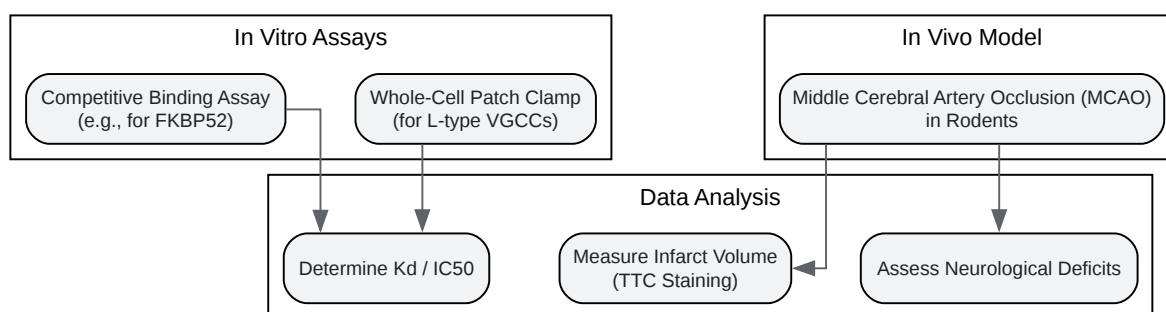 In Vitro Assays
Competitive Binding Assay
(e.g., for FKBP52)
Whole-Cell Patch Clamp
(for L-type VGCCs)
In Vivo Model
Middle Cerebral Artery Occlusion (MCAO)
in Rodents
Data Analysis
Determine Kd / IC50
Measure Infarct Volume
(TTC Staining)
Assess Neurological Deficits